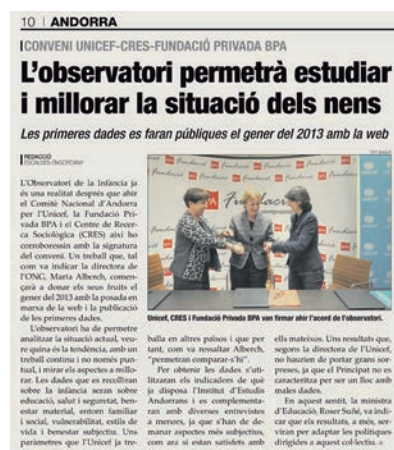 10 | ANDORRA
CONVENI UNICEF-CRES-FUNDACIÓ PRIVADA BPA
L'observatori permetrà estudiar
i millorar la situació dels nens
Les primeres dades es faran públiques el gener del 2013 amb la web
REDACCIÓ
ESCALDES-ENGORDANY
L'Observatori de la Infància ja
és una realitat després que ahir
el Comitè Nacional d'Andorra
per l'Unicef, la Fundació Pri-
vada BPA i el Centre de Recer-
ca Sociològica (CRES) així ho
corroboressin amb la signatura
del conveni. Un treball que, tal
com va indicar la directora de
l'ONG, Marta Alberch, comen-
çarà a donar els seus fruits el
gener del 2013 amb la posada en
marxa de la web i la publicació
de les primeres dades.
L'observatori ha de permetre
analitzar la situació actual, veu-
re quina és la tendència, amb un
treball continu i no només pun-
tual, i mirar els aspectes a millo-
rar. Les dades que es recolliran
sobre la infància seran sobre
educació, salut i seguretat, ben-
estar material, entorn familiar
i social, vulnerabilitat, estils de
vida i benestar subjectiu. Uns
paràmetres que l'Unicef ja tre-
Fundació
BPA
unicef
Unicef, CRES i Fundació Privada BPA van firmar ahir l'acord de l'observatori.
balla en altres països i que per
tant, com va ressaltar Alberch,
"permetran comparar-s'hi".
Per obtenir les dades s'uti-
litzaran els indicadors de què
ja disposa l'Institut d'Estudis
Andorrans i es complementa-
ran amb diverses entrevistes
a menors, ja que s'han de de-
manar aspectes més subjectius,
com ara si estan satisfets amb
ells mateixos. Uns resultats que,
segons la directora de l'Unicef,
no haurien de portar grans sor-
preses, ja que el Principat no es
caracteritza per ser un lloc amb
males dades.
En aquest sentit, la ministra
d'Educació, Roser Suñé, va indi-
car que els resultats, a més, ser-
viran per adaptar les polítiques
dirigides a aquest col·lectiu.